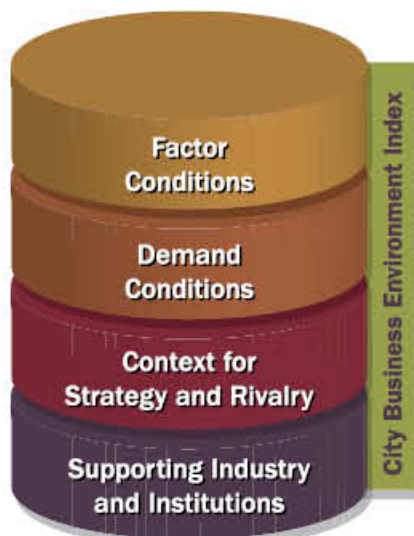 Factor
Conditions
Demand
Conditions
Context for
Strategy and Rivalry
Supporting Industry
and Institutions
City Business Environment Index